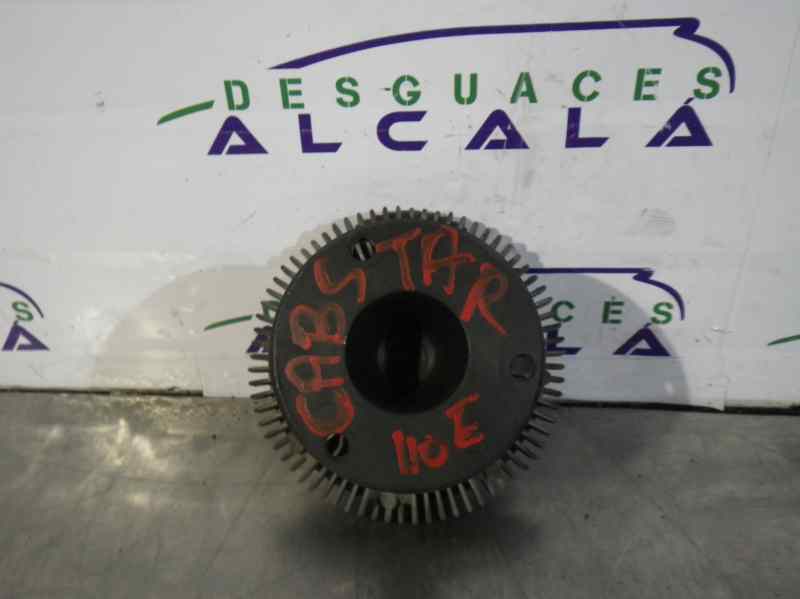 DESGUACES
ALCALÁ
CABSTAR
110E